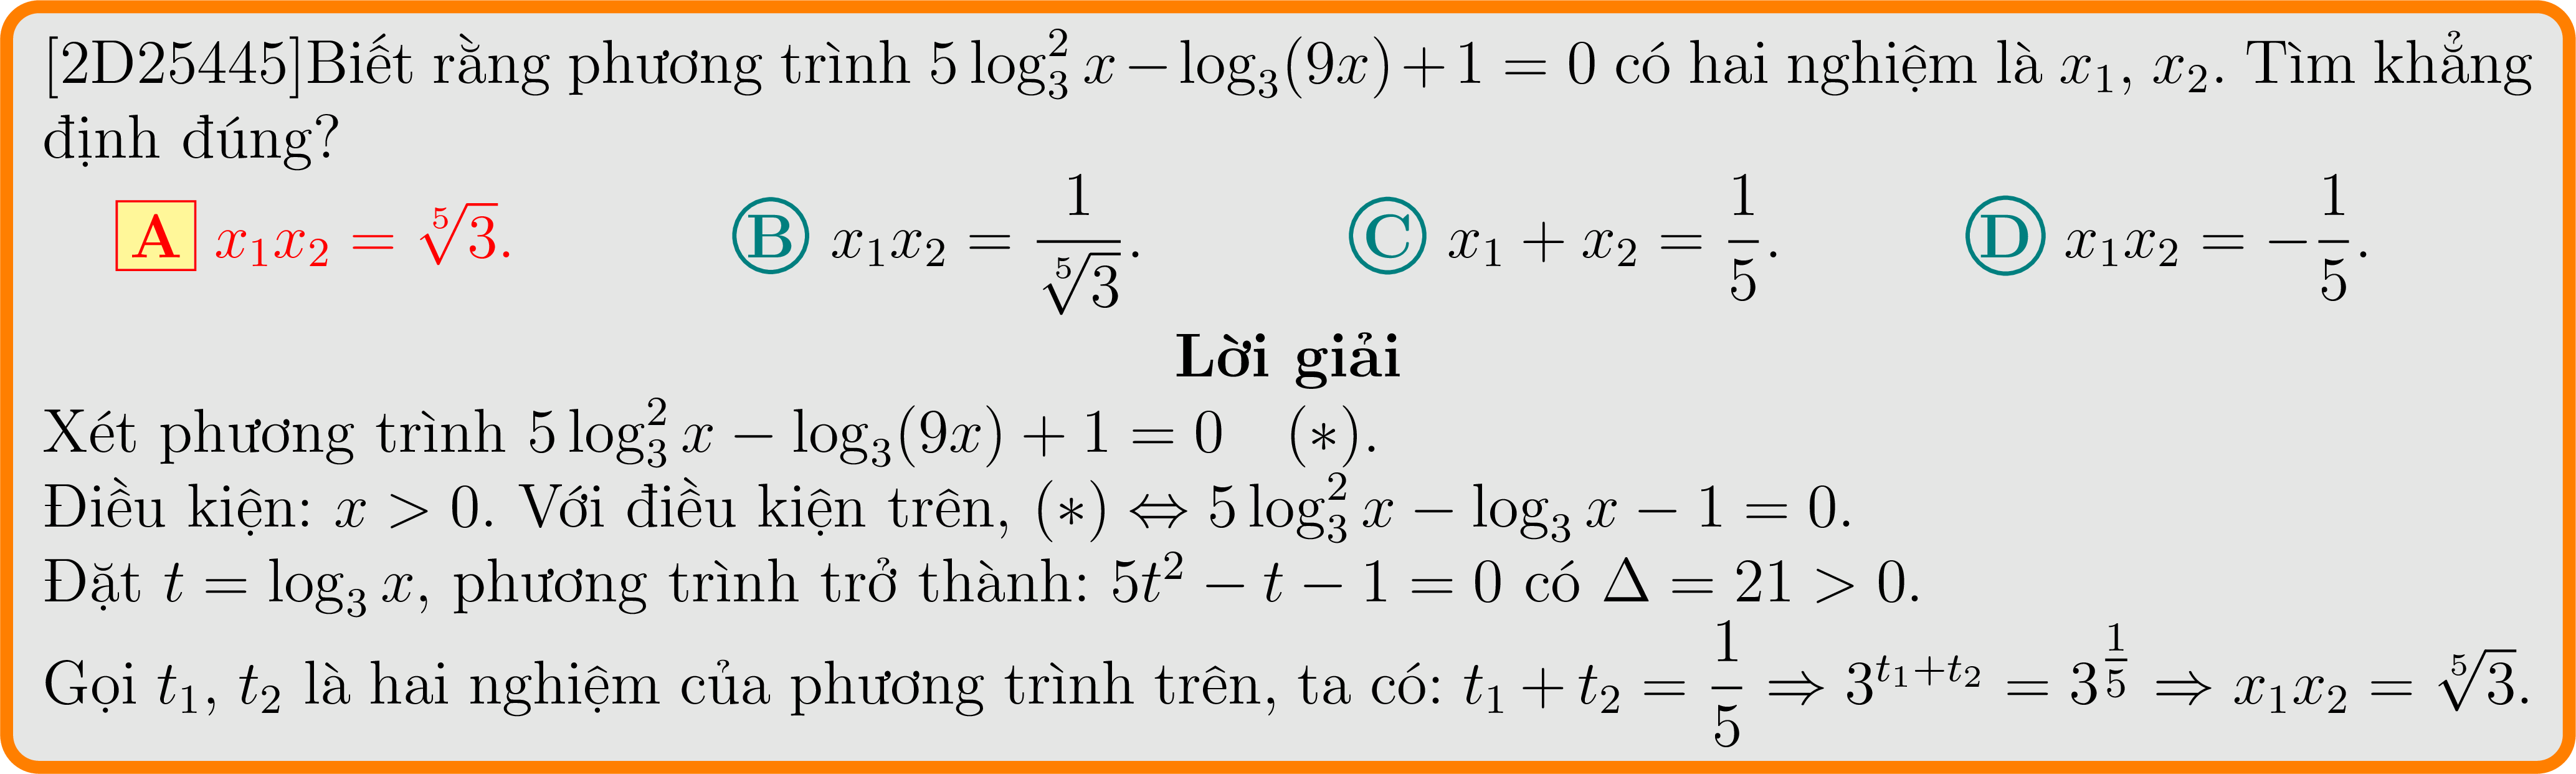 [2D25445]Biết rằng phương trình $5\log_3^2 x - \log_3(9x) + 1 = 0$ có hai nghiệm là $x_1$, $x_2$. Tìm khẳng
định đúng?
A $x_1x_2 = \sqrt[5]{3}$. B $x_1x_2 = \dfrac{1}{\sqrt[5]{3}}$. C $x_1 + x_2 = \dfrac{1}{5}$. D $x_1x_2 = -\dfrac{1}{5}$.
Lời giải
Xét phương trình $5\log_3^2 x - \log_3(9x) + 1 = 0$ $(*)$.
Điều kiện: $x > 0$. Với điều kiện trên, $(*) \Leftrightarrow 5\log_3^2 x - \log_3 x - 1 = 0$.
Đặt $t = \log_3 x$, phương trình trở thành: $5t^2 - t - 1 = 0$ có $\Delta = 21 > 0$.
Gọi $t_1$, $t_2$ là hai nghiệm của phương trình trên, ta có: $t_1 + t_2 = \dfrac{1}{5} \Rightarrow 3^{t_1+t_2} = 3^{\frac{1}{5}} \Rightarrow x_1x_2 = \sqrt[5]{3}$.